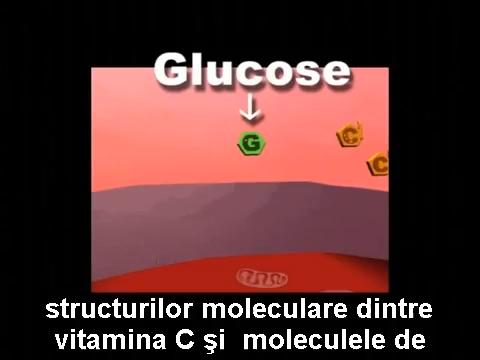 Glucose
G
C
C
structurilor moleculare dintre
vitamina C şi moleculele de